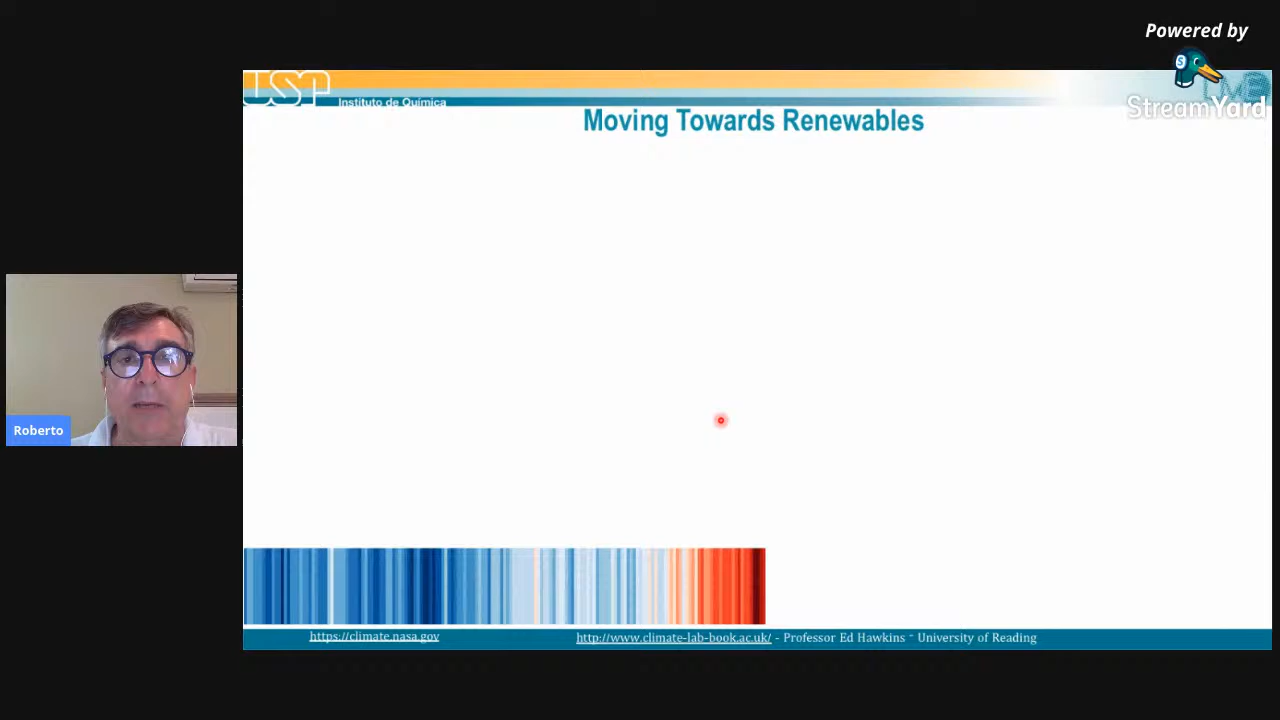 Powered by
StreamYard
USP
Instituto de Química
Moving Towards Renewables
Roberto
https://climate.nasa.gov
http://www.climate-lab-book.ac.uk/ - Professor Ed Hawkins - University of Reading